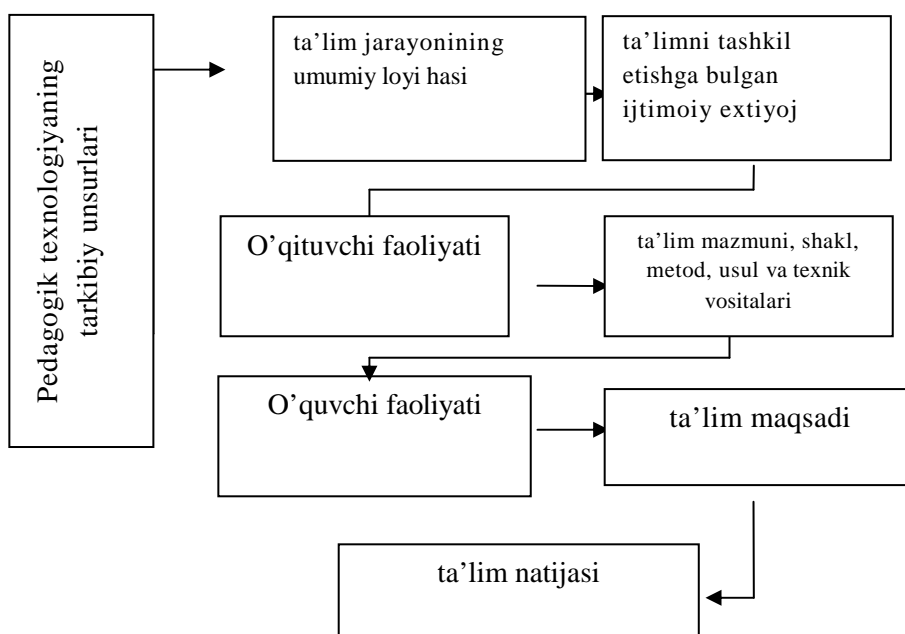 Pedagogik texnologiyaning
tarkibiy unsurlari
ta’lim jarayonining
umumiy loyi hasi
ta’limni tashkil
etishga bulgan
ijtimoiy extiyoj
O’qituvchi faoliyati
ta’lim mazmuni, shakl,
metod, usul va texnik
vositalari
O’quvchi faoliyati
ta’lim maqsadi
ta’lim natijasi